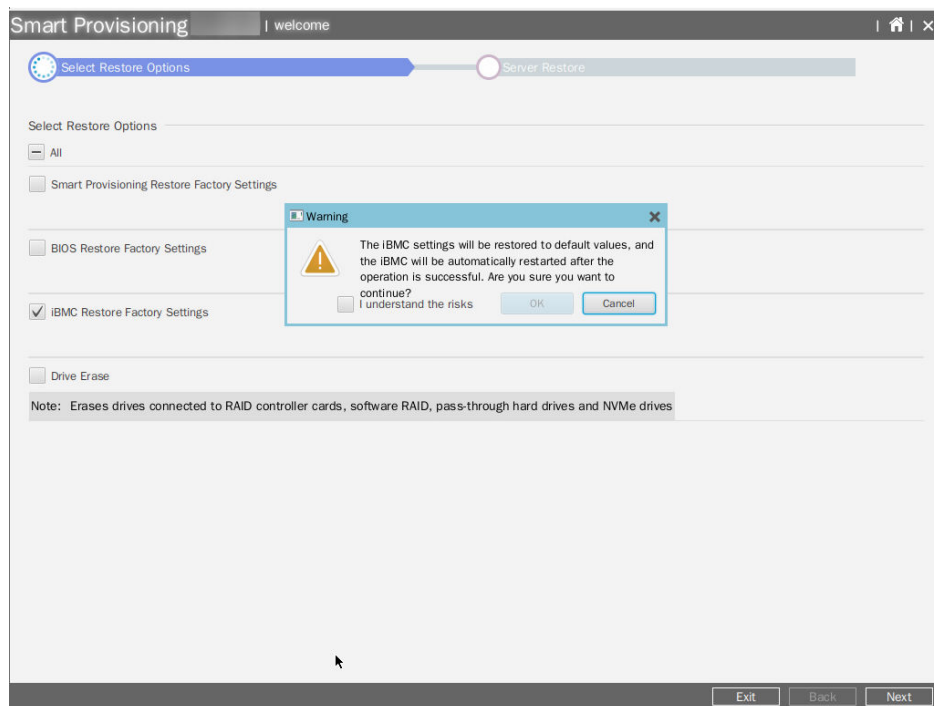 Smart Provisioning | welcome
Select Restore Options
Server Restore
Select Restore Options
All
Smart Provisioning Restore Factory Settings
BIOS Restore Factory Settings
iBMC Restore Factory Settings
Warning
The iBMC settings will be restored to default values, and
the iBMC will be automatically restarted after the
operation is successful. Are you sure you want to
continue?
I understand the risks
OK
Cancel
Drive Erase
Note: Erases drives connected to RAID controller cards, software RAID, pass-through hard drives and NVMe drives
Exit
Back
Next